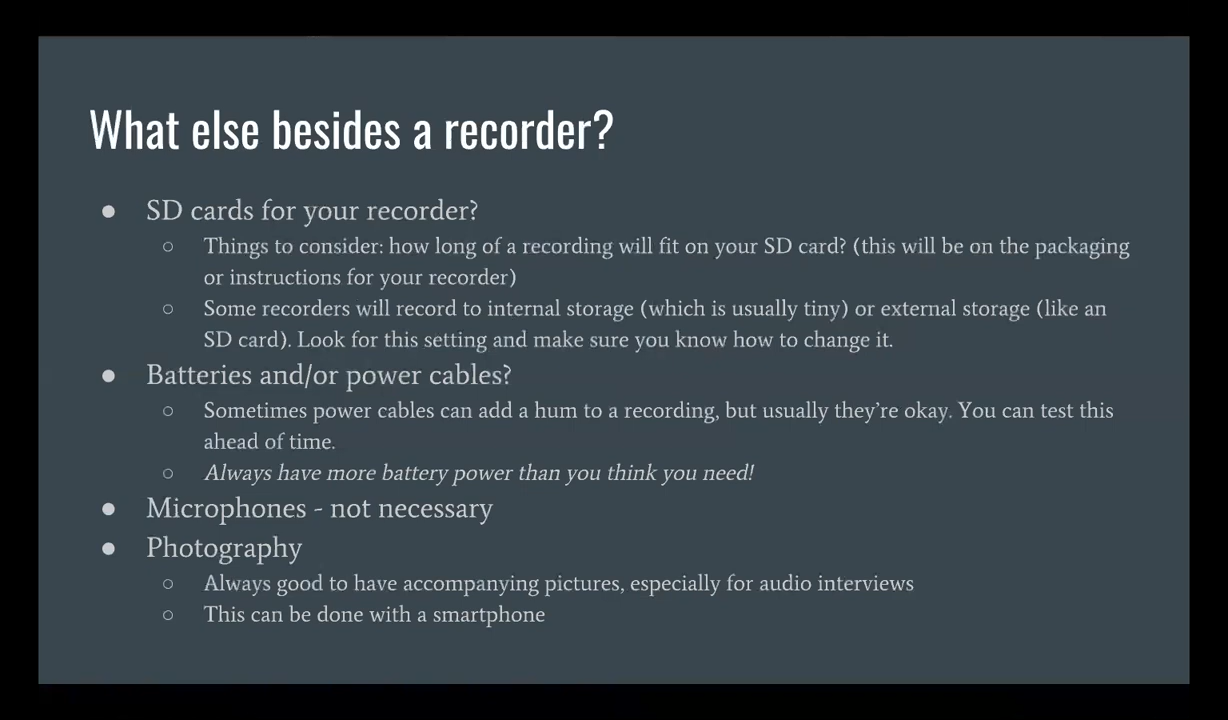 What else besides a recorder?
● SD cards for your recorder?
○ Things to consider: how long of a recording will fit on your SD card? (this will be on the packaging
or instructions for your recorder)
○ Some recorders will record to internal storage (which is usually tiny) or external storage (like an
SD card). Look for this setting and make sure you know how to change it.
● Batteries and/or power cables?
○ Sometimes power cables can add a hum to a recording, but usually they’re okay. You can test this
ahead of time.
○ Always have more battery power than you think you need!
● Microphones - not necessary
● Photography
○ Always good to have accompanying pictures, especially for audio interviews
○ This can be done with a smartphone